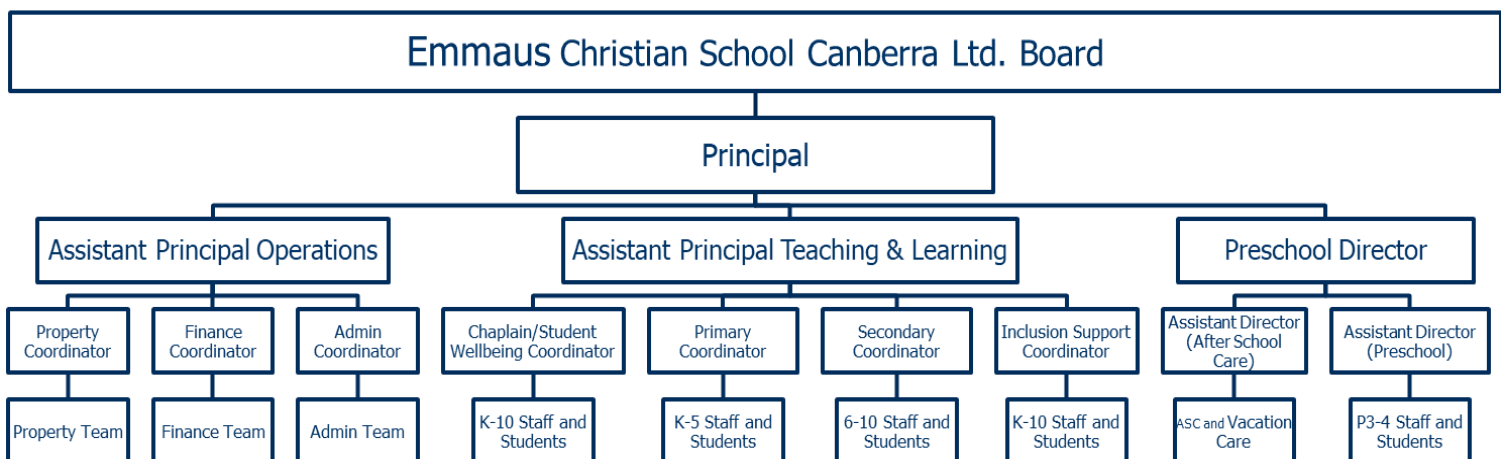 Emmaus Christian School Canberra Ltd. Board
Principal
Assistant Principal Operations
Assistant Principal Teaching & Learning
Preschool Director
Property
Coordinator
Finance
Coordinator
Admin
Coordinator
Chaplain/Student
Wellbeing Coordinator
Primary
Coordinator
Secondary
Coordinator
Inclusion Support
Coordinator
Assistant Director
(After School
Care)
Assistant Director
(Preschool)
Property Team
Finance Team
Admin Team
K-10 Staff and
Students
K-5 Staff and
Students
6-10 Staff and
Students
K-10 Staff and
Students
ASC and Vacation
Care
P3-4 Staff and
Students